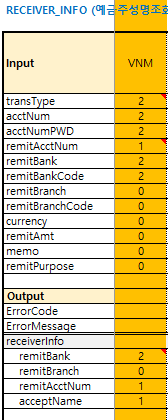 RECEIVER_INFO (예금주성명조회
Input VNM
transType 2
acctNum 2
acctNumPWD 2
remitAcctNum 1
remitBank 2
remitBankCode 2
remitBranch 0
remitBranchCode 0
currency 0
remitAmt 0
memo 0
remitPurpose 0
Output
ErrorCode
ErrorMessage
receiverInfo
remitBank 2
remitBranch 0
remitAcctNum 1
acceptName 1